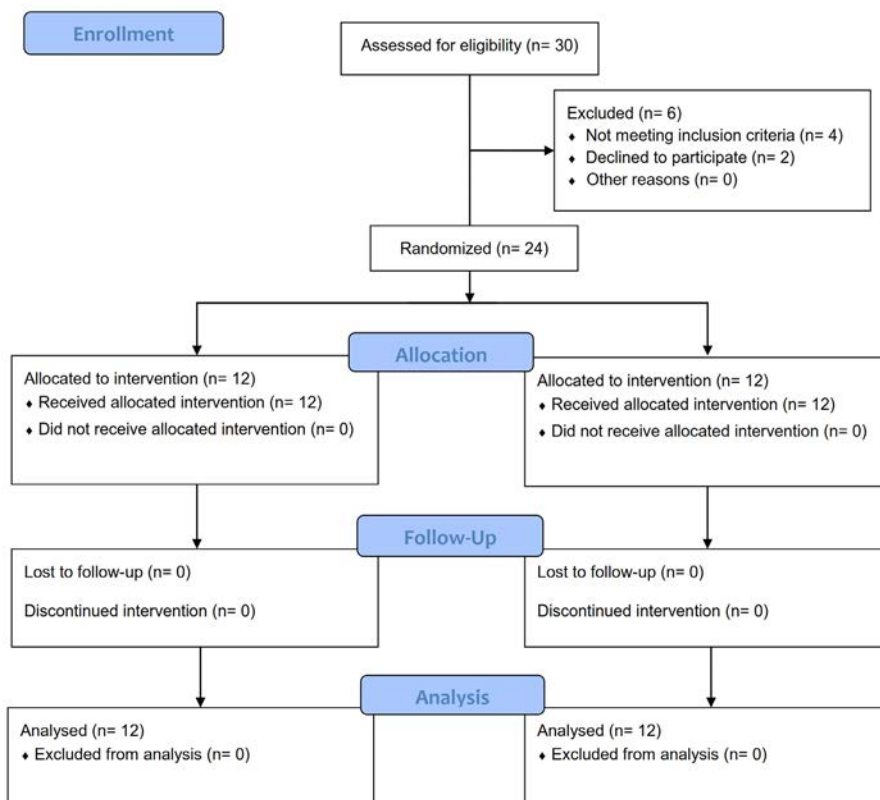 Enrollment
Assessed for eligibility (n= 30)
Excluded (n= 6)
♦ Not meeting inclusion criteria (n= 4)
♦ Declined to participate (n= 2)
♦ Other reasons (n= 0)
Randomized (n= 24)
Allocation
Allocated to intervention (n= 12)
♦ Received allocated intervention (n= 12)
♦ Did not receive allocated intervention (n= 0)
Allocated to intervention (n= 12)
♦ Received allocated intervention (n= 12)
♦ Did not receive allocated intervention (n= 0)
Follow-Up
Lost to follow-up (n= 0)
Discontinued intervention (n= 0)
Lost to follow-up (n= 0)
Discontinued intervention (n= 0)
Analysis
Analysed (n= 12)
♦ Excluded from analysis (n= 0)
Analysed (n= 12)
♦ Excluded from analysis (n= 0)